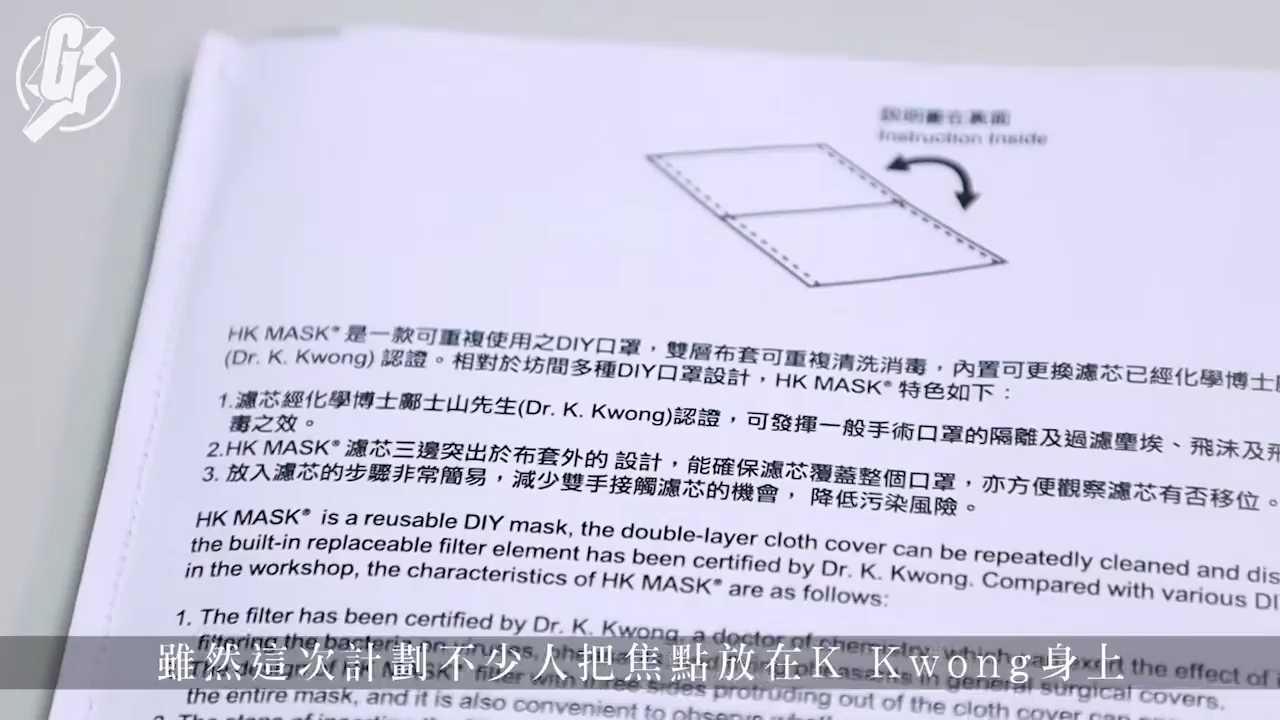 說明書在裏面
Instruction Inside
HK MASK® 是一款可重複使用之DIY口罩，雙層布套可重複清洗消毒，內置可更換濾芯已經化學博士
(Dr. K. Kwong) 認證。相對於坊間多種DIY口罩設計，HK MASK® 特色如下：
1.濾芯經化學博士鄺士山先生(Dr. K. Kwong)認證，可發揮一般手術口罩的隔離及過濾塵埃、飛沫及
毒之效。
2.HK MASK® 濾芯三邊突出於布套外的 設計，能確保濾芯覆蓋整個口罩，亦方便觀察濾芯有否移位。
3. 放入濾芯的步驟非常簡易，減少雙手接觸濾芯的機會， 降低污染風險。
HK MASK® is a reusable DIY mask, the double-layer cloth cover can be repeatedly cleaned and dis
the built-in replaceable filter element has been certified by Dr. K. Kwong. Compared with various DI
in the workshop, the characteristics of HK MASK® are as follows:
1. The filter has been certified by Dr. K. Kwong, a doctor of chemistry, which can exert the effect of
雖然這次計劃不少人把焦點放在K Kwong身上
filter with three sides protruding out of the cloth cover can
the entire mask, and it is also convenient to observe